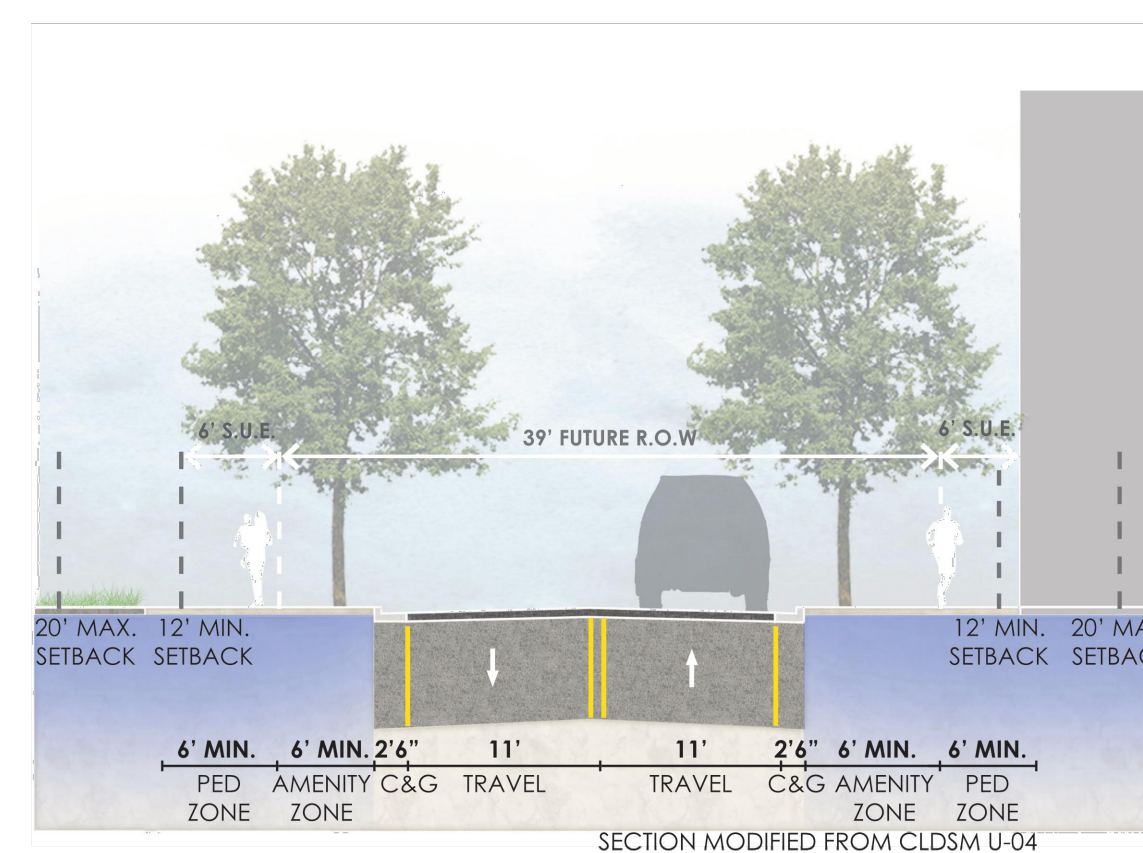 6' S.U.E.
39' FUTURE R.O.W
6' S.U.E.
20' MAX.
SETBACK
12' MIN.
SETBACK
12' MIN.
SETBACK
20'
6' MIN. 6' MIN. 2'6” 11' 11' 2'6” 6' MIN. 6' MIN.
PED AMENITY C&G TRAVEL TRAVEL C&G AMENITY PED
ZONE ZONE ZONE ZONE
SECTION MODIFIED FROM CLDSM U-04